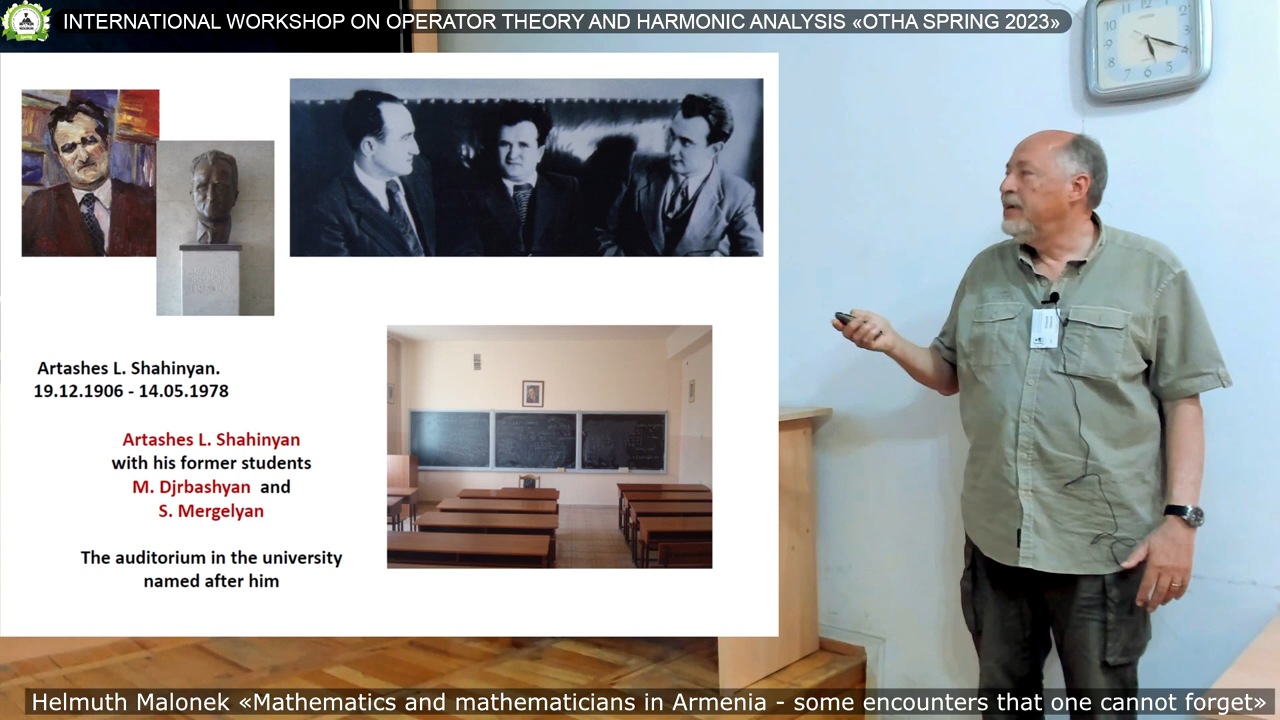 INTERNATIONAL WORKSHOP ON OPERATOR THEORY AND HARMONIC ANALYSIS «OTHA SPRING 2023»
Artashes L. Shahinyan.
19.12.1906 - 14.05.1978
Artashes L. Shahinyan
with his former students
M. Djrbashyan and
S. Mergelyan
The auditorium in the university
named after him
Helmuth Malonek «Mathematics and mathematicians in Armenia - some encounters that one cannot forget»